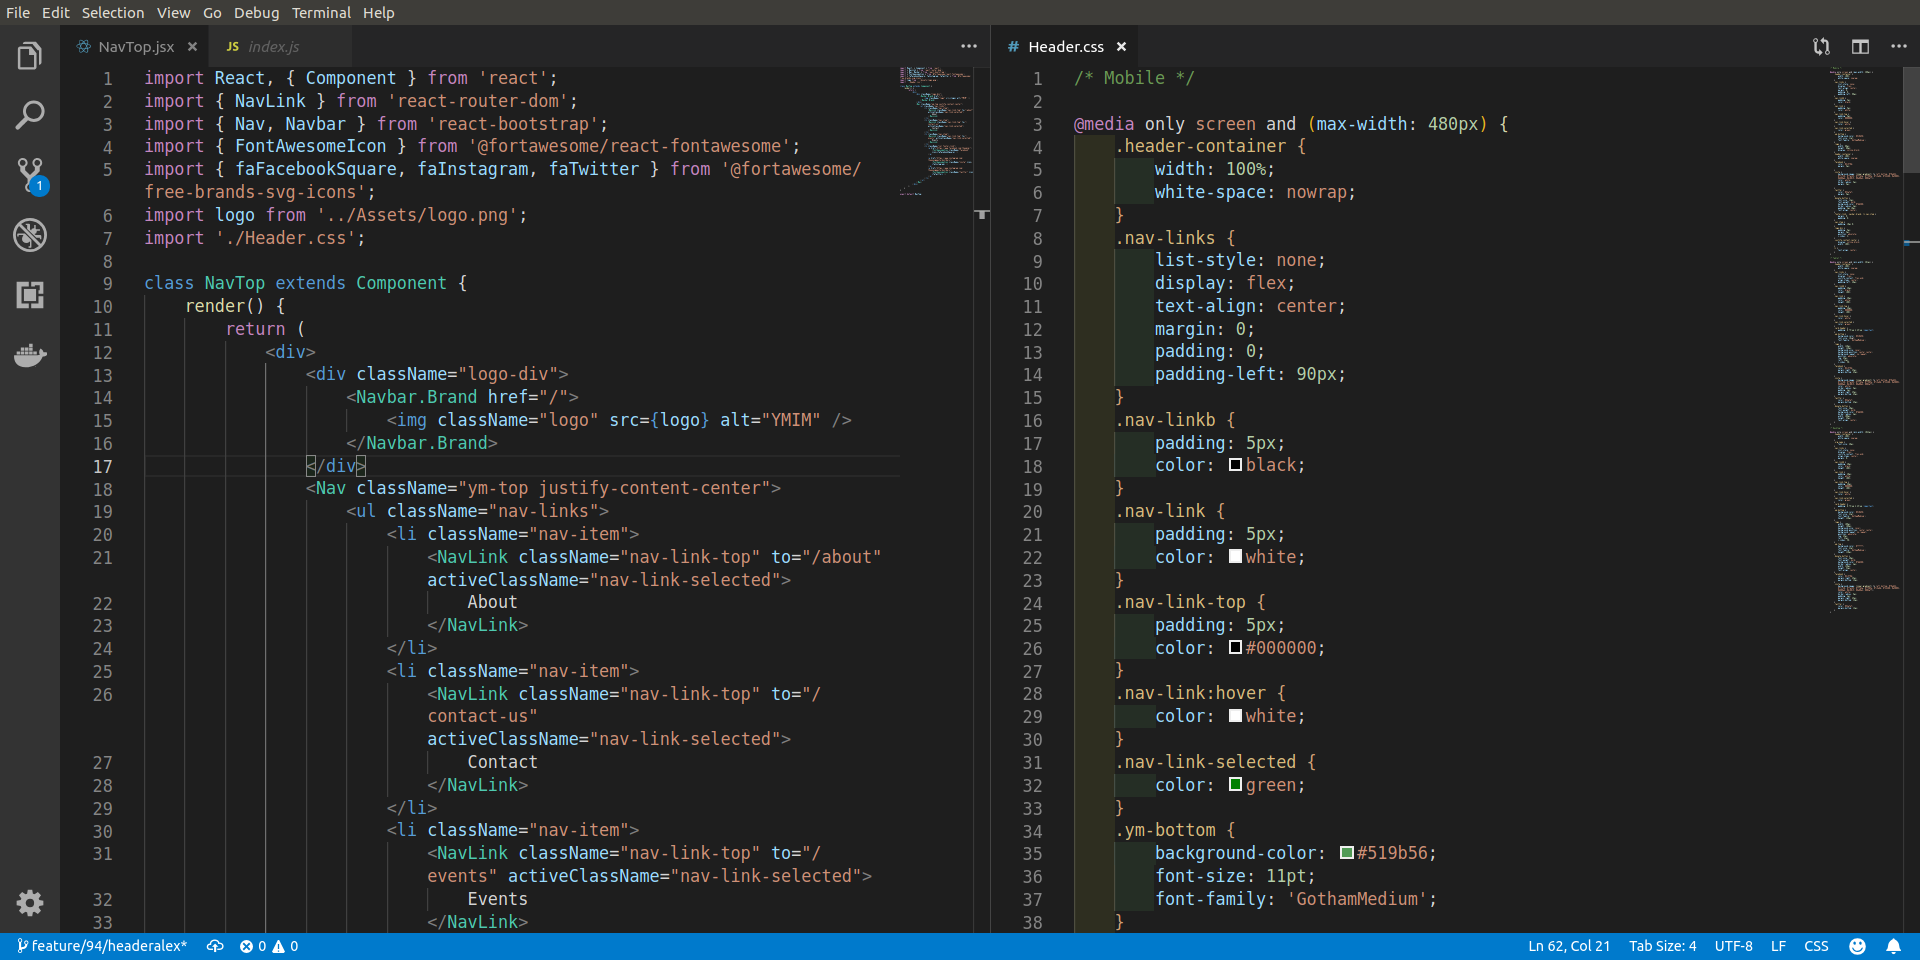 File Edit Selection View Go Debug Terminal Help
NavTop.jsx
JS index.js
# Header.css
1
1 import React, { Component } from 'react';
2 import { NavLink } from 'react-router-dom';
3 import { Nav, Navbar } from 'react-bootstrap';
4 import { FontAwesomeIcon } from '@fortawesome/react-fontawesome';
5 import { faFacebookSquare, faInstagram, faTwitter } from '@fortawesome/
free-brands-svg-icons';
6 import logo from '../Assets/logo.png';
7 import './Header.css';
8
9 class NavTop extends Component {
10 render() {
11 return (
12 <div>
13 <div className="logo-div">
14 <Navbar.Brand href="/">
15 <img className="logo" src={logo} alt="YMIM" />
16 </Navbar.Brand>
17 </div>
18 <Nav className="ym-top justify-content-center">
19 <ul className="nav-links">
20 <li className="nav-item">
21 <NavLink className="nav-link-top" to="/about"
activeClassName="nav-link-selected">
22 About
23 </NavLink>
24 </li>
25 <li className="nav-item">
26 <NavLink className="nav-link-top" to="/
contact-us"
activeClassName="nav-link-selected">
27 Contact
28 </NavLink>
29 </li>
30 <li className="nav-item">
31 <NavLink className="nav-link-top" to="/
events" activeClassName="nav-link-selected">
32 Events
33 </NavLink>
1 /* Mobile */
2
3 @media only screen and (max-width: 480px) {
4 .header-container {
5 width: 100%;
6 white-space: nowrap;
7 }
8 .nav-links {
9 list-style: none;
10 display: flex;
11 text-align: center;
12 margin: 0;
13 padding: 0;
14 padding-left: 90px;
15 }
16 .nav-linkb {
17 padding: 5px;
18 color: black;
19 }
20 .nav-link {
21 padding: 5px;
22 color: white;
23 }
24 .nav-link-top {
25 padding: 5px;
26 color: #000000;
27 }
28 .nav-link:hover {
29 color: white;
30 }
31 .nav-link-selected {
32 color: green;
33 }
34 .ym-bottom {
35 background-color: #519b56;
36 font-size: 11pt;
37 font-family: 'GothamMedium';
38 }
feature/94/headeralex* 0 0
Ln 62, Col 21 Tab Size: 4 UTF-8 LF CSS